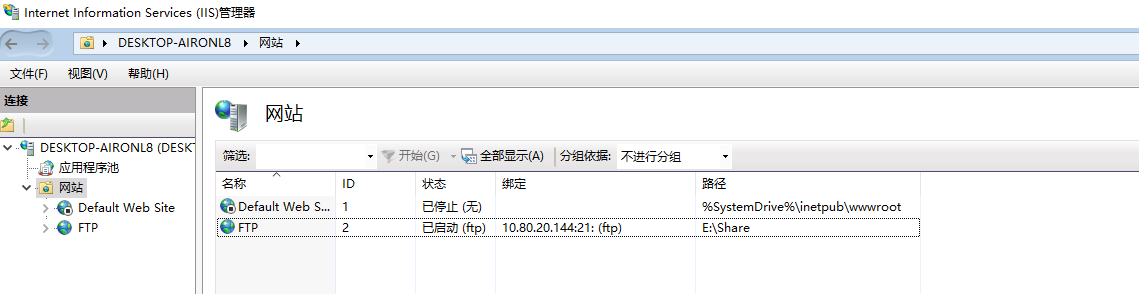 Internet Information Services (IIS)管理器
DESKTOP-AIRONL8 网站
文件(F) 视图(V) 帮助(H)
连接
网站
DESKTOP-AIRONL8 (DESKT
应用程序池
网站
Default Web Site
FTP
筛选: 开始(G) 全部显示(A) 分组依据: 不进行分组
名称 ID 状态 绑定 路径
Default Web S... 1 已停止 (无) %SystemDrive%\inetpub\wwwroot
FTP 2 已启动 (ftp) 10.80.20.144:21: (ftp) E:\Share